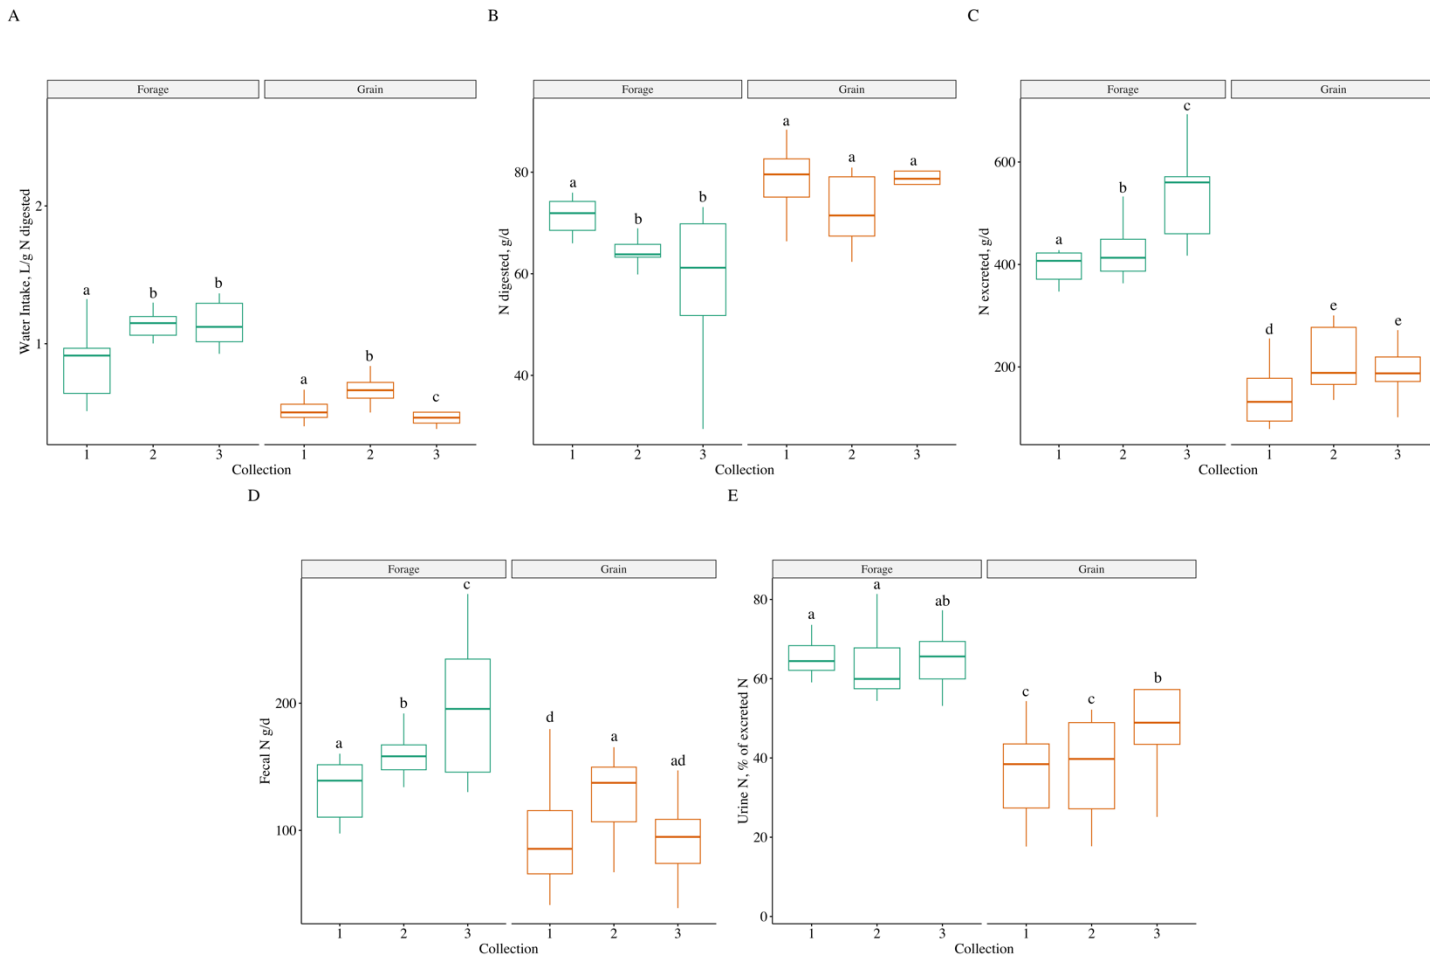 A
B
C
Forage
Grain
Water Intake, L/g N digested
2
1
a
b
b
a
b
c
1
2
3
1
2
3
Collection
Forage
Grain
N digested, g/d
80
60
40
a
b
b
a
a
a
1
2
3
1
2
3
Collection
Forage
Grain
N excreted, g/d
600
400
200
a
b
c
d
e
e
1
2
3
1
2
3
Collection
D
E
Forage
Grain
Fecal N g/d
200
100
a
b
c
d
a
ad
1
2
3
1
2
3
Collection
Forage
Grain
Urine N, % of excreted N
80
60
40
20
0
a
a
ab
c
c
b
1
2
3
1
2
3
Collection